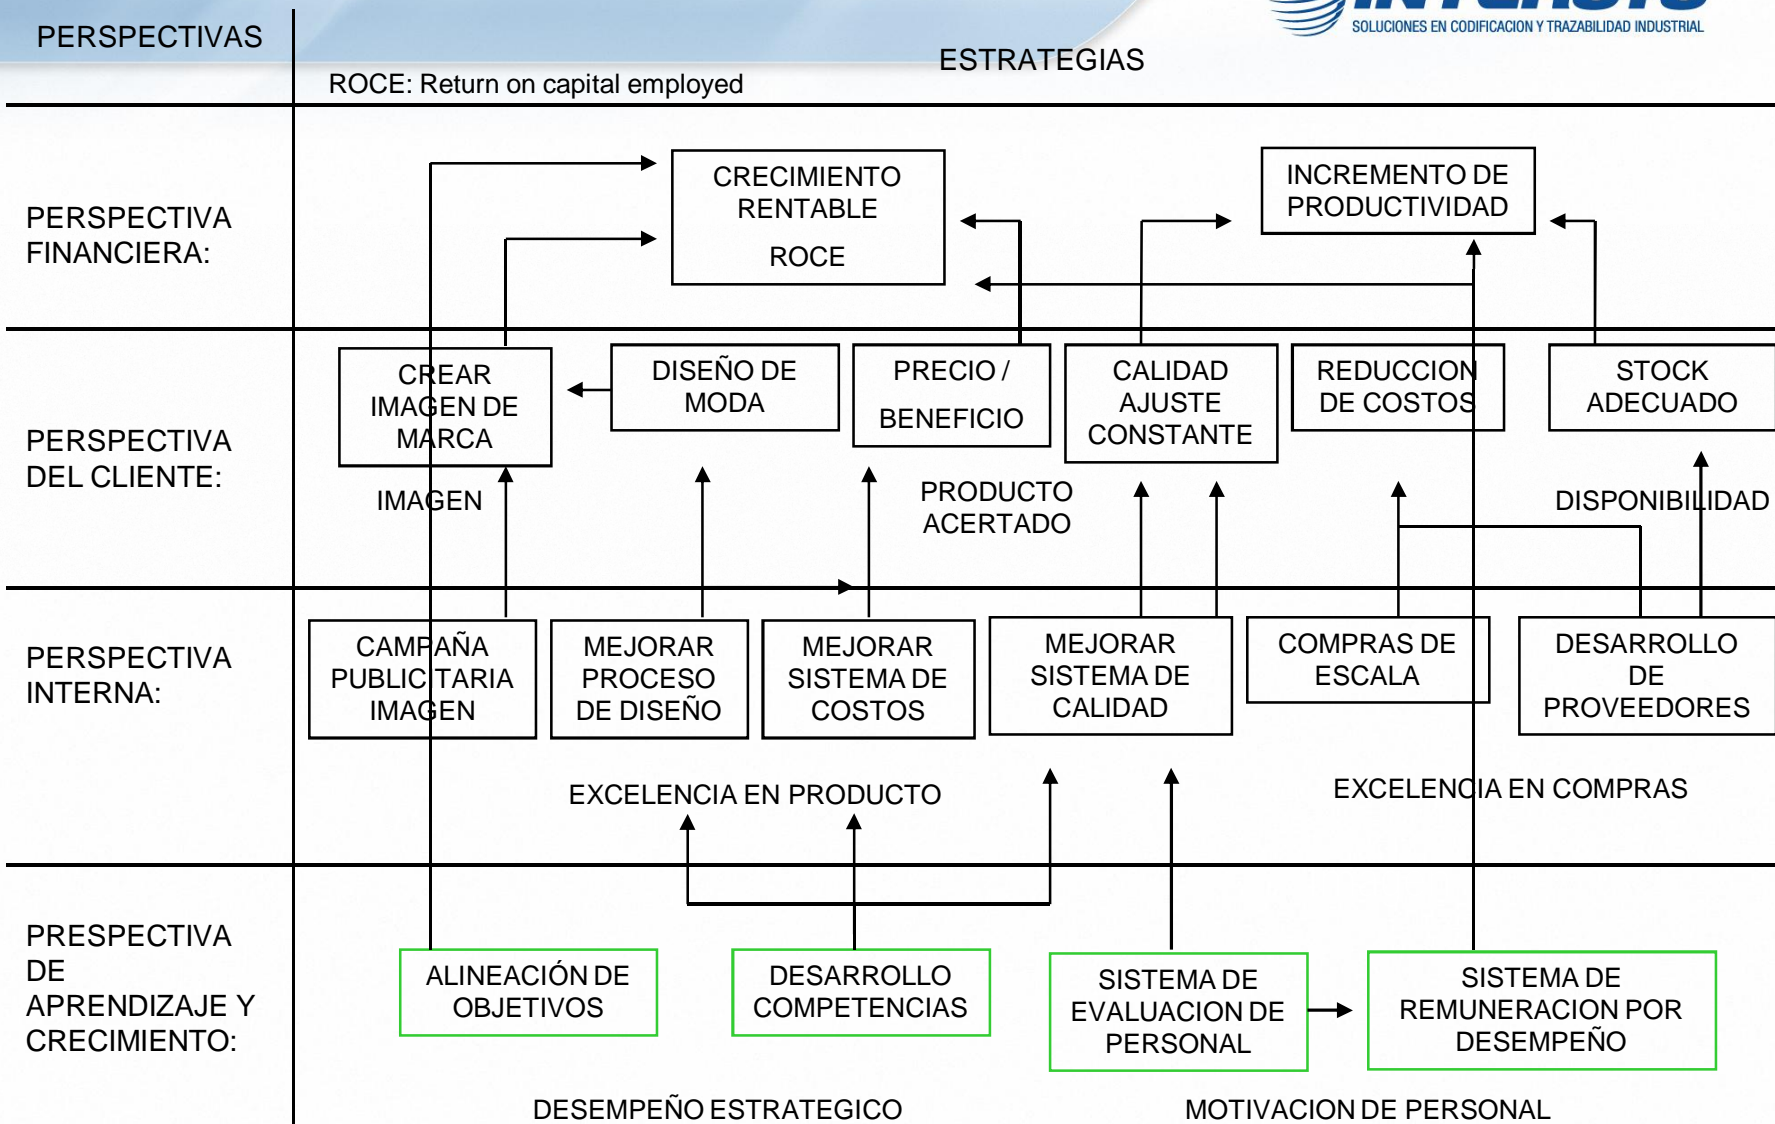 SOLUCIONES EN CODIFICACION Y TRAZABILIDAD INDUSTRIAL
PERSPECTIVAS
ESTRATEGIAS
ROCE: Return on capital employed
PERSPECTIVA
FINANCIERA:
CRECIMIENTO
RENTABLE
ROCE
INCREMENTO DE
PRODUCTIVIDAD
PERSPECTIVA
DEL CLIENTE:
CREAR
IMAGEN DE
MARCA
DISEÑO DE
MODA
PRECIO /
BENEFICIO
CALIDAD
AJUSTE
CONSTANTE
REDUCCION
DE COSTOS
STOCK
ADECUADO
IMAGEN
PRODUCTO
ACERTADO
DISPONIBILIDAD
PERSPECTIVA
INTERNA:
CAMPAÑA
PUBLICITARIA
IMAGEN
MEJORAR
PROCESO
DE DISEÑO
MEJORAR
SISTEMA DE
COSTOS
MEJORAR
SISTEMA DE
CALIDAD
COMPRAS DE
ESCALA
DESARROLLO
DE
PROVEEDORES
EXCELENCIA EN PRODUCTO
EXCELENCIA EN COMPRAS
PRESPECTIVA
DE
APRENDIZAJE Y
CRECIMIENTO:
ALINEACIÓN DE
OBJETIVOS
DESARROLLO
COMPETENCIAS
SISTEMA DE
EVALUACION DE
PERSONAL
SISTEMA DE
REMUNERACION POR
DESEMPEÑO
DESEMPEÑO ESTRATEGICO
MOTIVACION DE PERSONAL